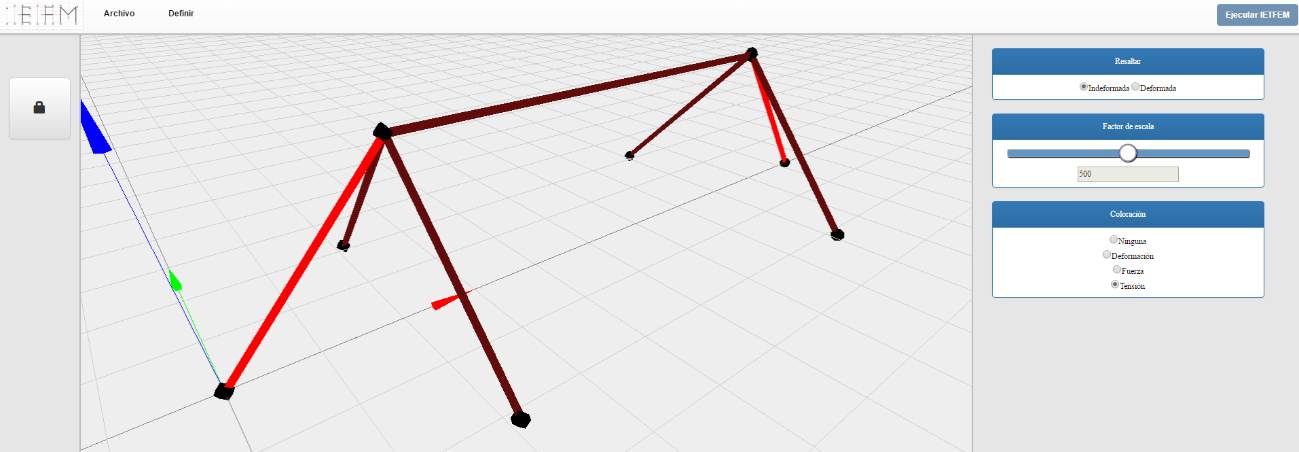 IETFEM
Archivo
Definir
Ejecutar IETFEM
Resaltar
Indeformada Deformada
Factor de escala
500
Coloración
Ninguna
Deformación
Fuerza
Tensión